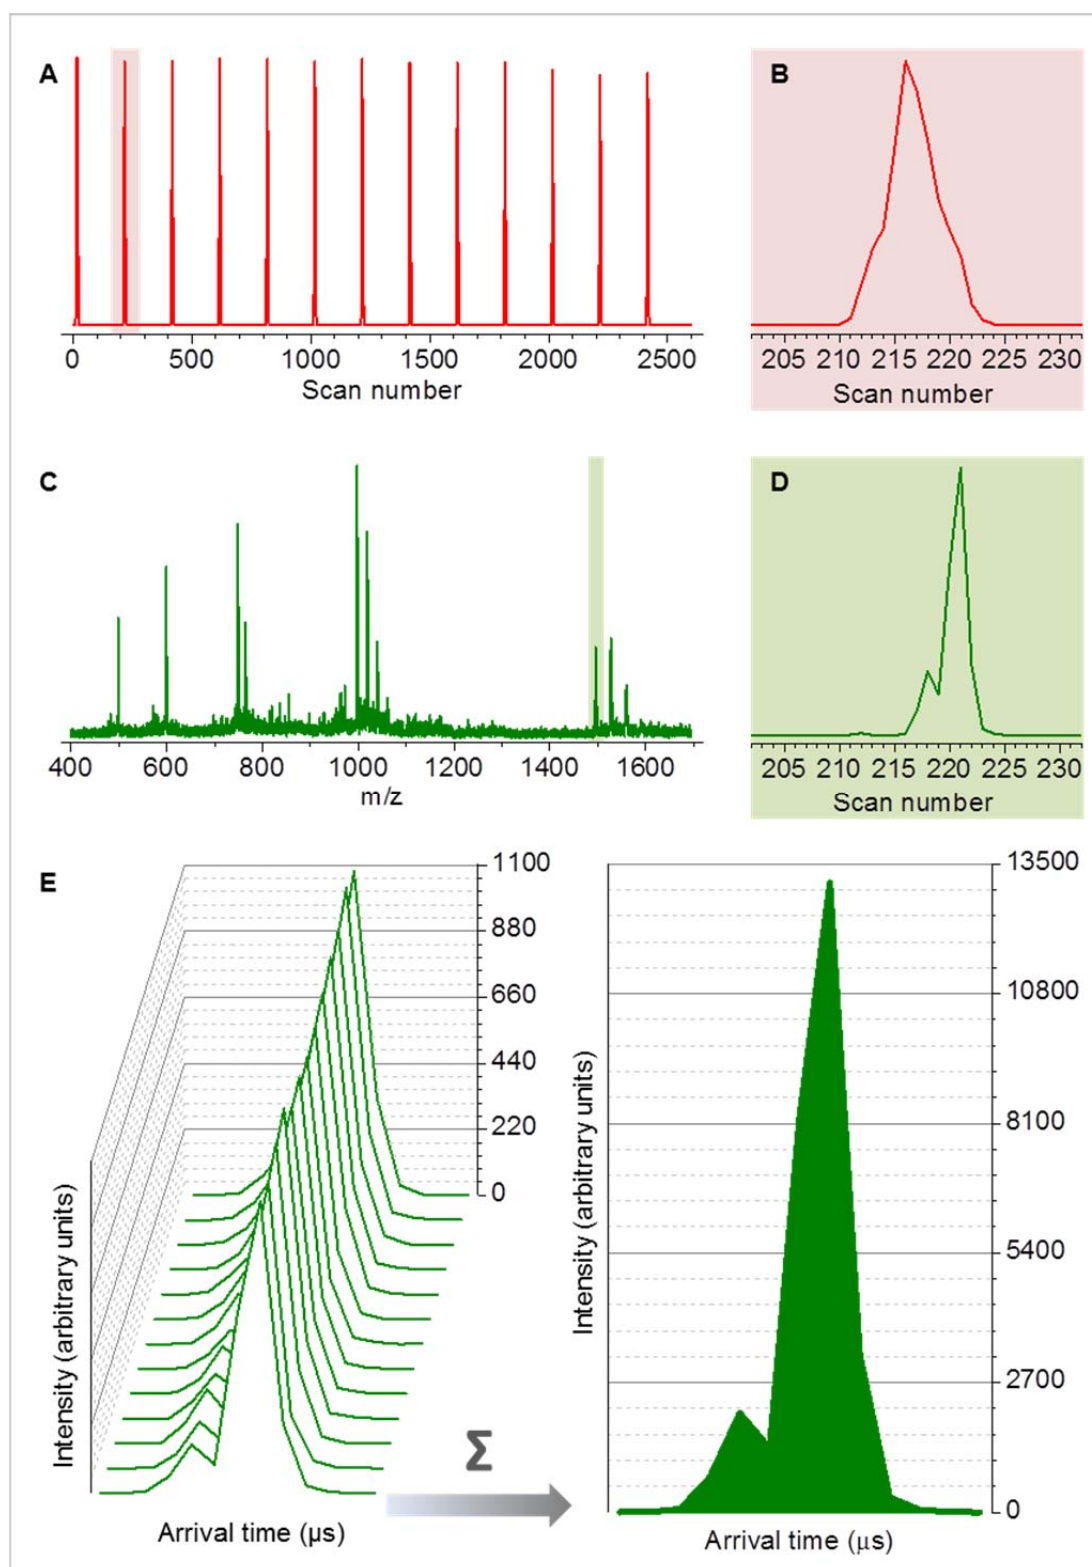 A
0 500 1000 1500 2000 2500
Scan number
B
205 210 215 220 225 230
Scan number
C
400 600 800 1000 1200 1400 1600
m/z
D
205 210 215 220 225 230
Scan number
E
1100
880
660
440
220
0
Intensity (arbitrary units)
Arrival time (µs)
Σ
13500
10800
8100
5400
2700
0
Intensity (arbitrary units)
Arrival time (µs)